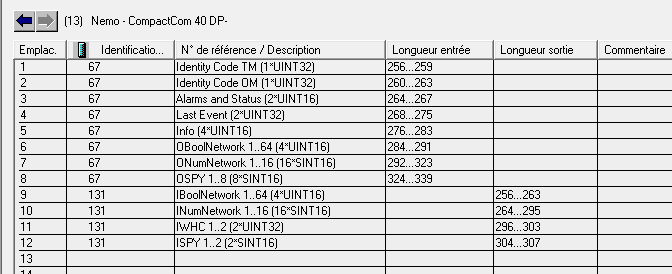 (13) Nemo - CompactCom 40 DP-
Emplac. Identificatio... N° de référence / Description Longueur entrée Longueur sortie Commentaire
1 67 Identity Code TM (1*UINT32) 256...259
2 67 Identity Code OM (1*UINT32) 260...263
3 67 Alarms and Status (2*UINT16) 264...267
4 67 Last Event (2*UINT32) 268...275
5 67 Info (4*UINT16) 276...283
6 67 OBoolNetwork 1..64 (4*UINT16) 284...291
7 67 ONumNetwork 1..16 (16*SINT16) 292...323
8 67 OSPY 1..8 (8*SINT16) 324...339
9 131 IBoolNetwork 1..64 (4*UINT16) 256...263
10 131 INumNetwork 1..16 (16*SINT16) 264...295
11 131 IWHC 1..2 (2*UINT32) 296...303
12 131 ISPY 1..2 (2*SINT16) 304...307
13